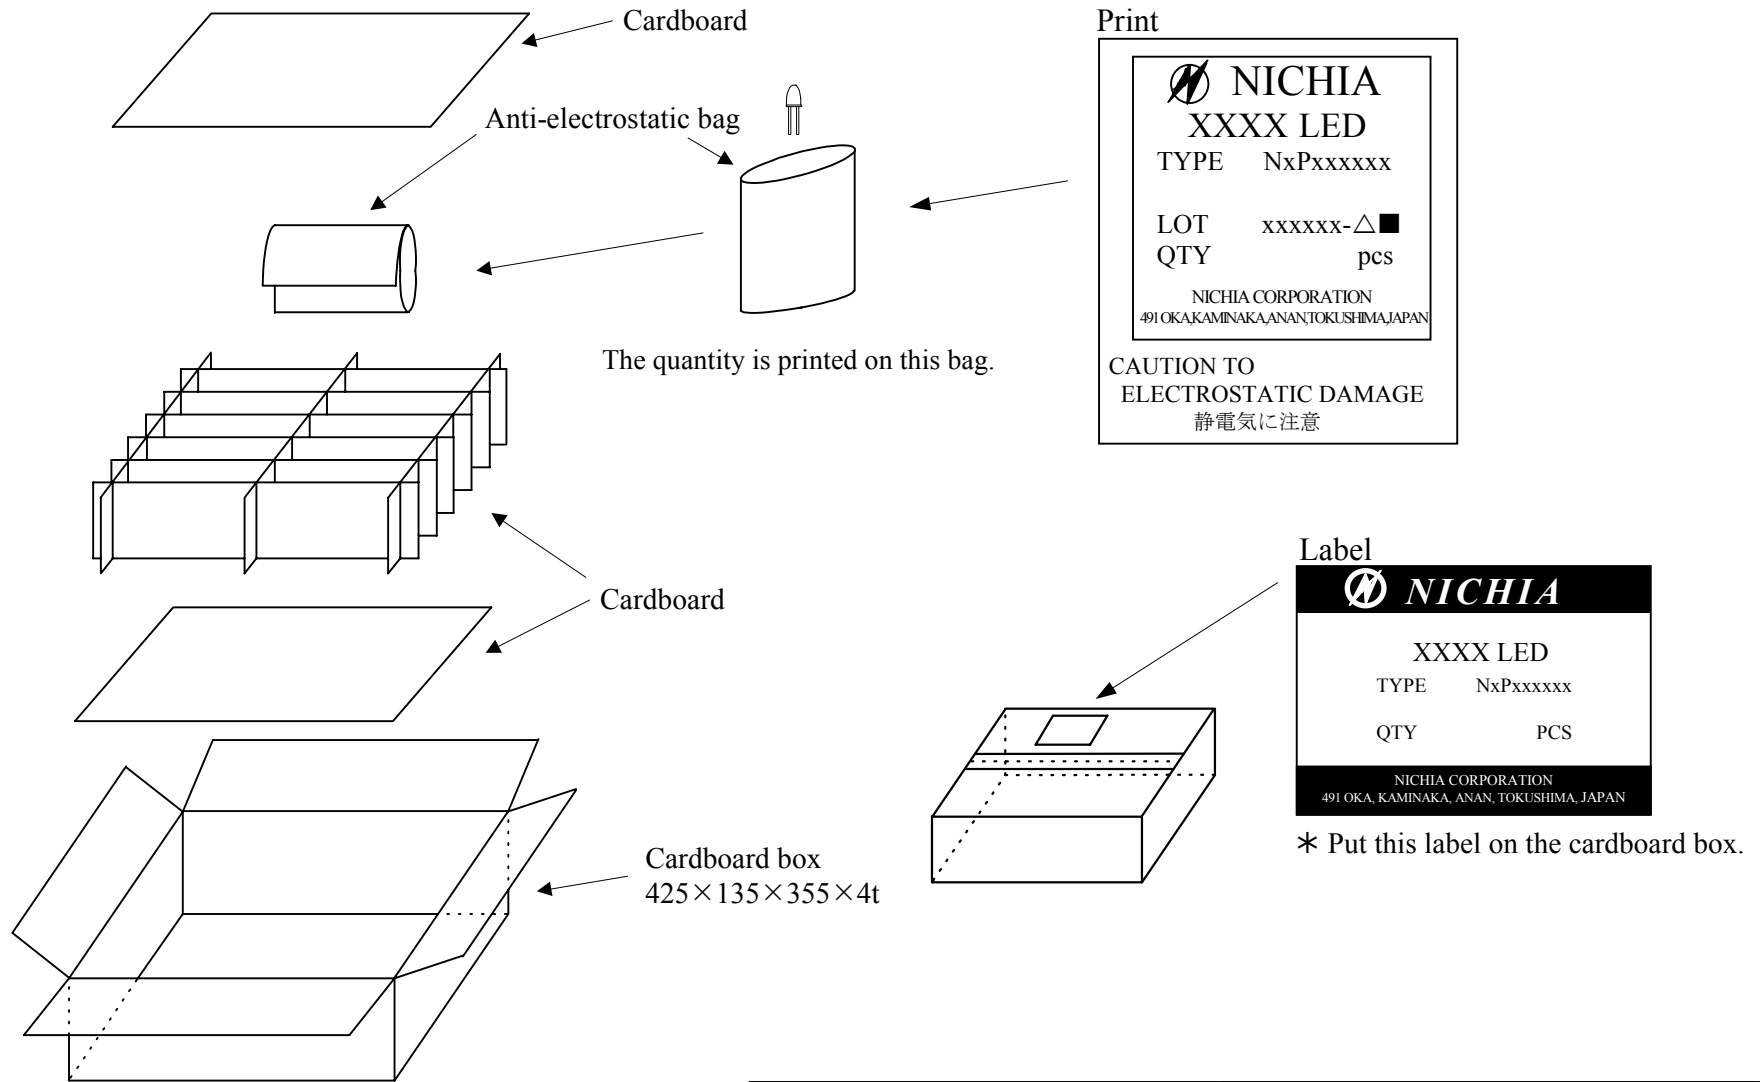 Cardboard
Anti-electrostatic bag
The quantity is printed on this bag.
Cardboard
Cardboard box
425×135×355×4t
Print
NICHIA
XXXX LED
TYPE NxPxxxxxx
LOT xxxxxx-△■
QTY pcs
NICHIA CORPORATION
491 OKA,KAMINAKA,ANAN,TOKUSHIMA,JAPAN
CAUTION TO
ELECTROSTATIC DAMAGE
静電気に注意
Label
NICHIA
XXXX LED
TYPE NxPxxxxxx
QTY PCS
NICHIA CORPORATION
491 OKA, KAMINAKA, ANAN, TOKUSHIMA, JAPAN
＊ Put this label on the cardboard box.